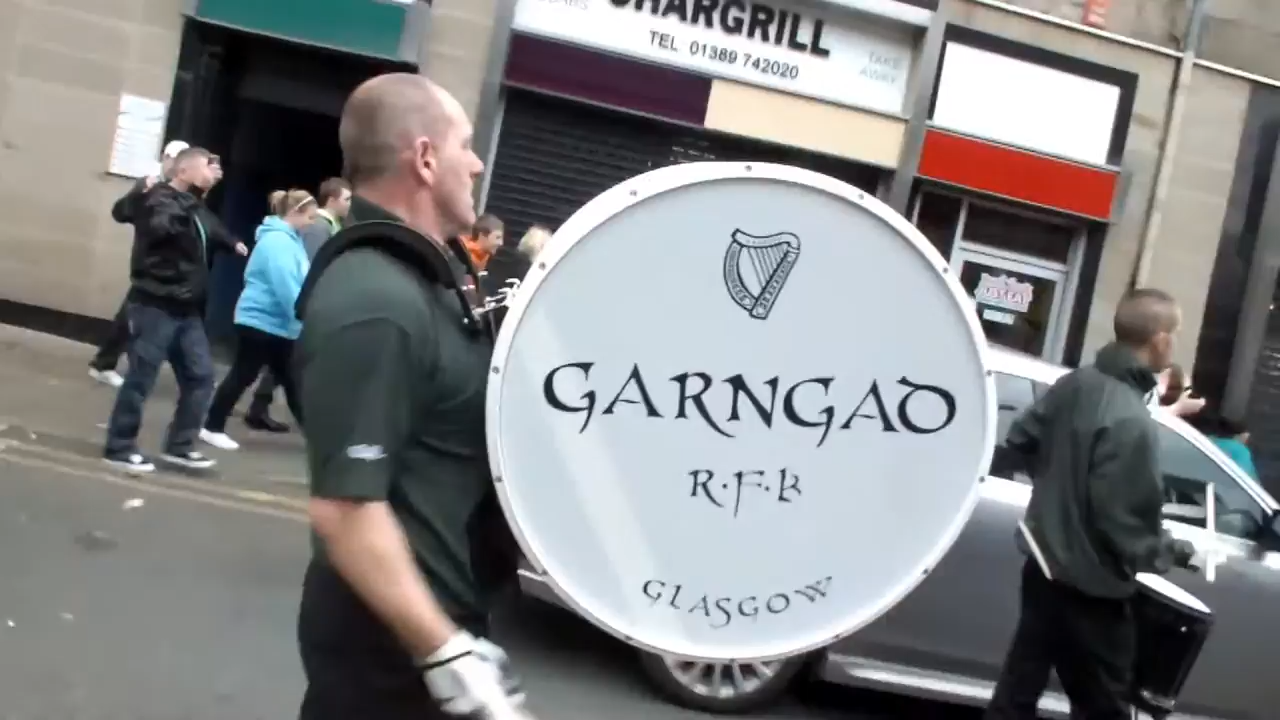 CHARGRILL
TEL 01389 742020
TAKE
AWAY
GARNGAD
R.F.B
GLASGOW